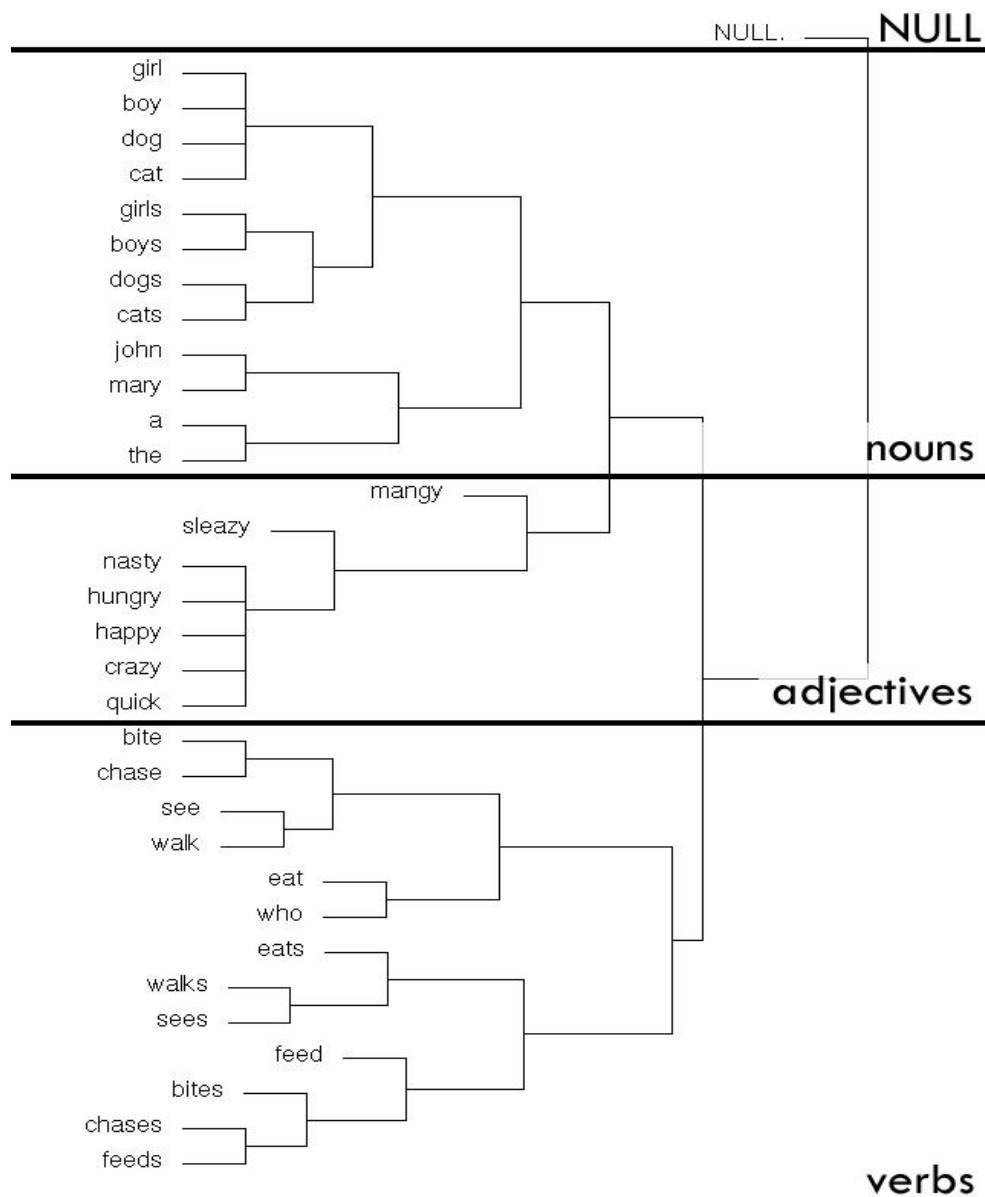 NULL. NULL
girl
boy
dog
cat
girls
boys
dogs
cats
john
mary
a
the
nouns
mangy
sleazy
nasty
hungry
happy
crazy
quick
adjectives
bite
chase
see
walk
eat
who
eats
walks
sees
feed
bites
chases
feeds
verbs